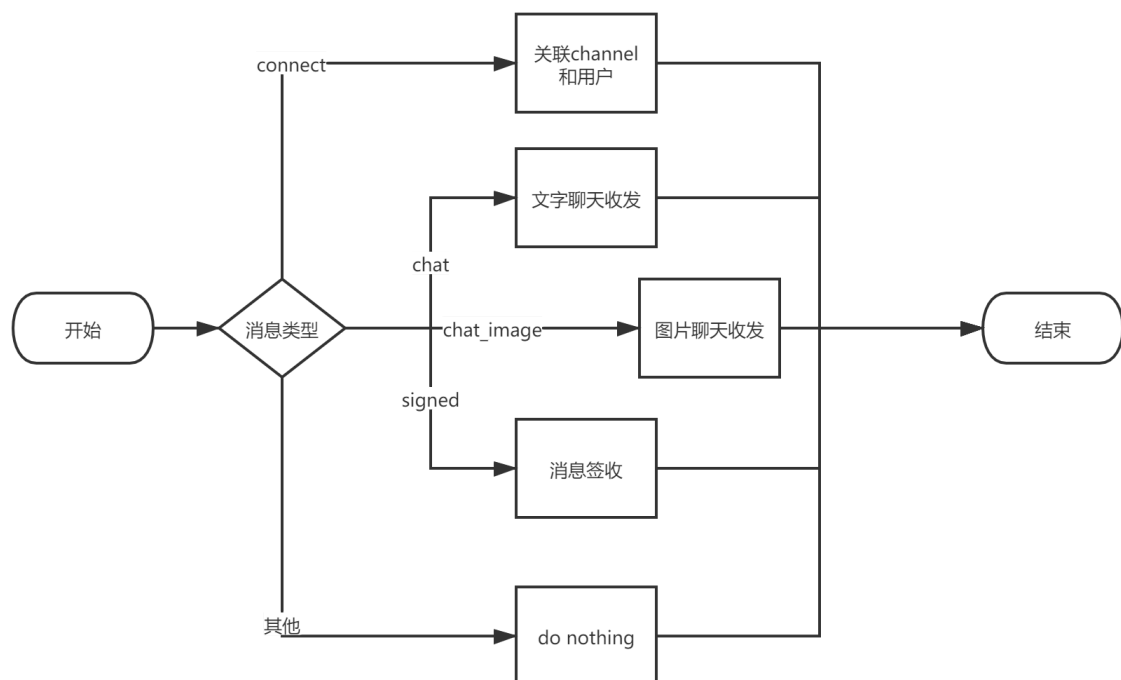 connect
关联channel
和用户
文字聊天收发
chat
开始
消息类型
chat_image
图片聊天收发
结束
signed
消息签收
其他
do nothing